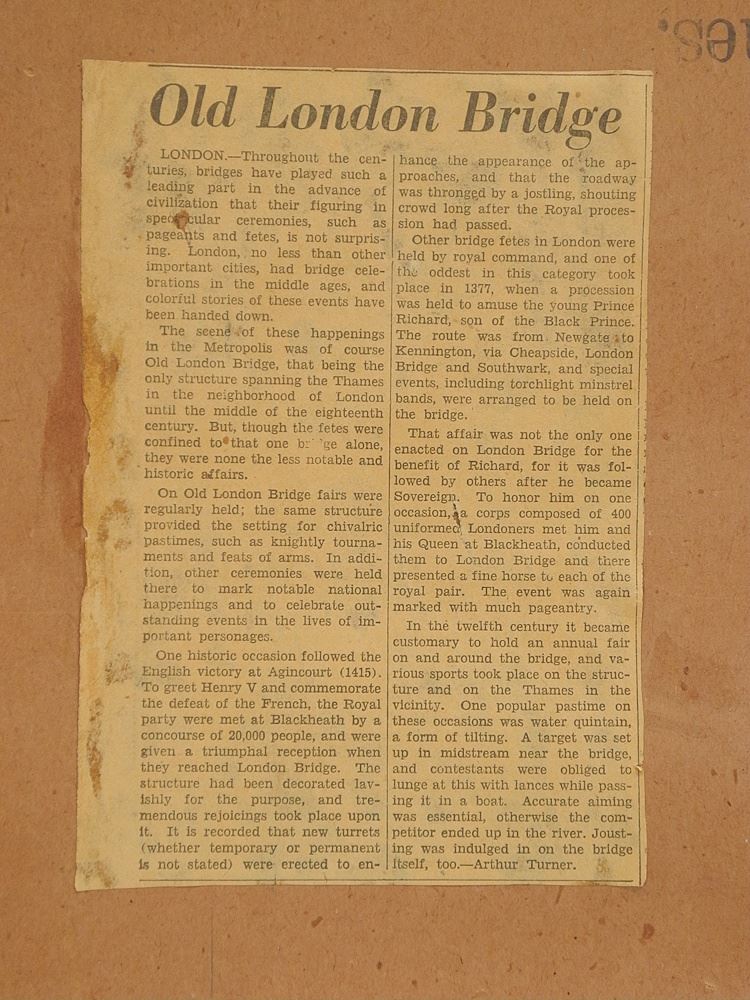 Old London Bridge
LONDON.—Throughout the cen-
turies, bridges have played such a
leading part in the advance of
civilization that their figuring in
spectacular ceremonies, such as
pageants and fetes, is not surpris-
ing. London, no less than other
important cities, had bridge cele-
brations in the middle ages, and
colorful stories of these events have
been handed down.
The scene of these happenings
in the Metropolis was of course
Old London Bridge, that being the
only structure spanning the Thames
in the neighborhood of London
until the middle of the eighteenth
century. But, though the fetes were
confined to that one bridge alone,
they were none the less notable and
historic affairs.
On Old London Bridge fairs were
regularly held; the same structure
provided the setting for chivalric
pastimes, such as knightly tourna-
ments and feats of arms. In addi-
tion, other ceremonies were held
there to mark notable national
happenings and to celebrate out-
standing events in the lives of im-
portant personages.
One historic occasion followed the
English victory at Agincourt (1415).
To greet Henry V and commemorate
the defeat of the French, the Royal
party were met at Blackheath by a
concourse of 20,000 people, and were
given a triumphal reception when
they reached London Bridge. The
structure had been decorated lav-
ishly for the purpose, and tre-
mendous rejoicings took place upon
it. It is recorded that new turrets
(whether temporary or permanent
is not stated) were erected to en-
hance the appearance of the ap-
proaches, and that the roadway
was thronged by a jostling, shouting
crowd long after the Royal proces-
sion had passed.
Other bridge fetes in London were
held by royal command, and one of
the oddest in this category took
place in 1377, when a procession
was held to amuse the young Prince
Richard, son of the Black Prince.
The route was from Newgate to
Kennington, via Cheapside, London
Bridge and Southwark, and special
events, including torchlight minstrel
bands, were arranged to be held on
the bridge.
That affair was not the only one
enacted on London Bridge for the
benefit of Richard, for it was fol-
lowed by others after he became
Sovereign. To honor him on one
occasion, a corps composed of 400
uniformed Londoners met him and
his Queen at Blackheath, conducted
them to London Bridge and there
presented a fine horse to each of the
royal pair. The event was again
marked with much pageantry.
In the twelfth century it became
customary to hold an annual fair
on and around the bridge, and va-
rious sports took place on the struc-
ture and on the Thames in the
vicinity. One popular pastime on
these occasions was water quintain,
a form of tilting. A target was set
up in midstream near the bridge,
and contestants were obliged to
lunge at this with lances while pass-
ing it in a boat. Accurate aiming
was essential, otherwise the com-
petitor ended up in the river. Joust-
ing was indulged in on the bridge
itself, too.—Arthur Turner.